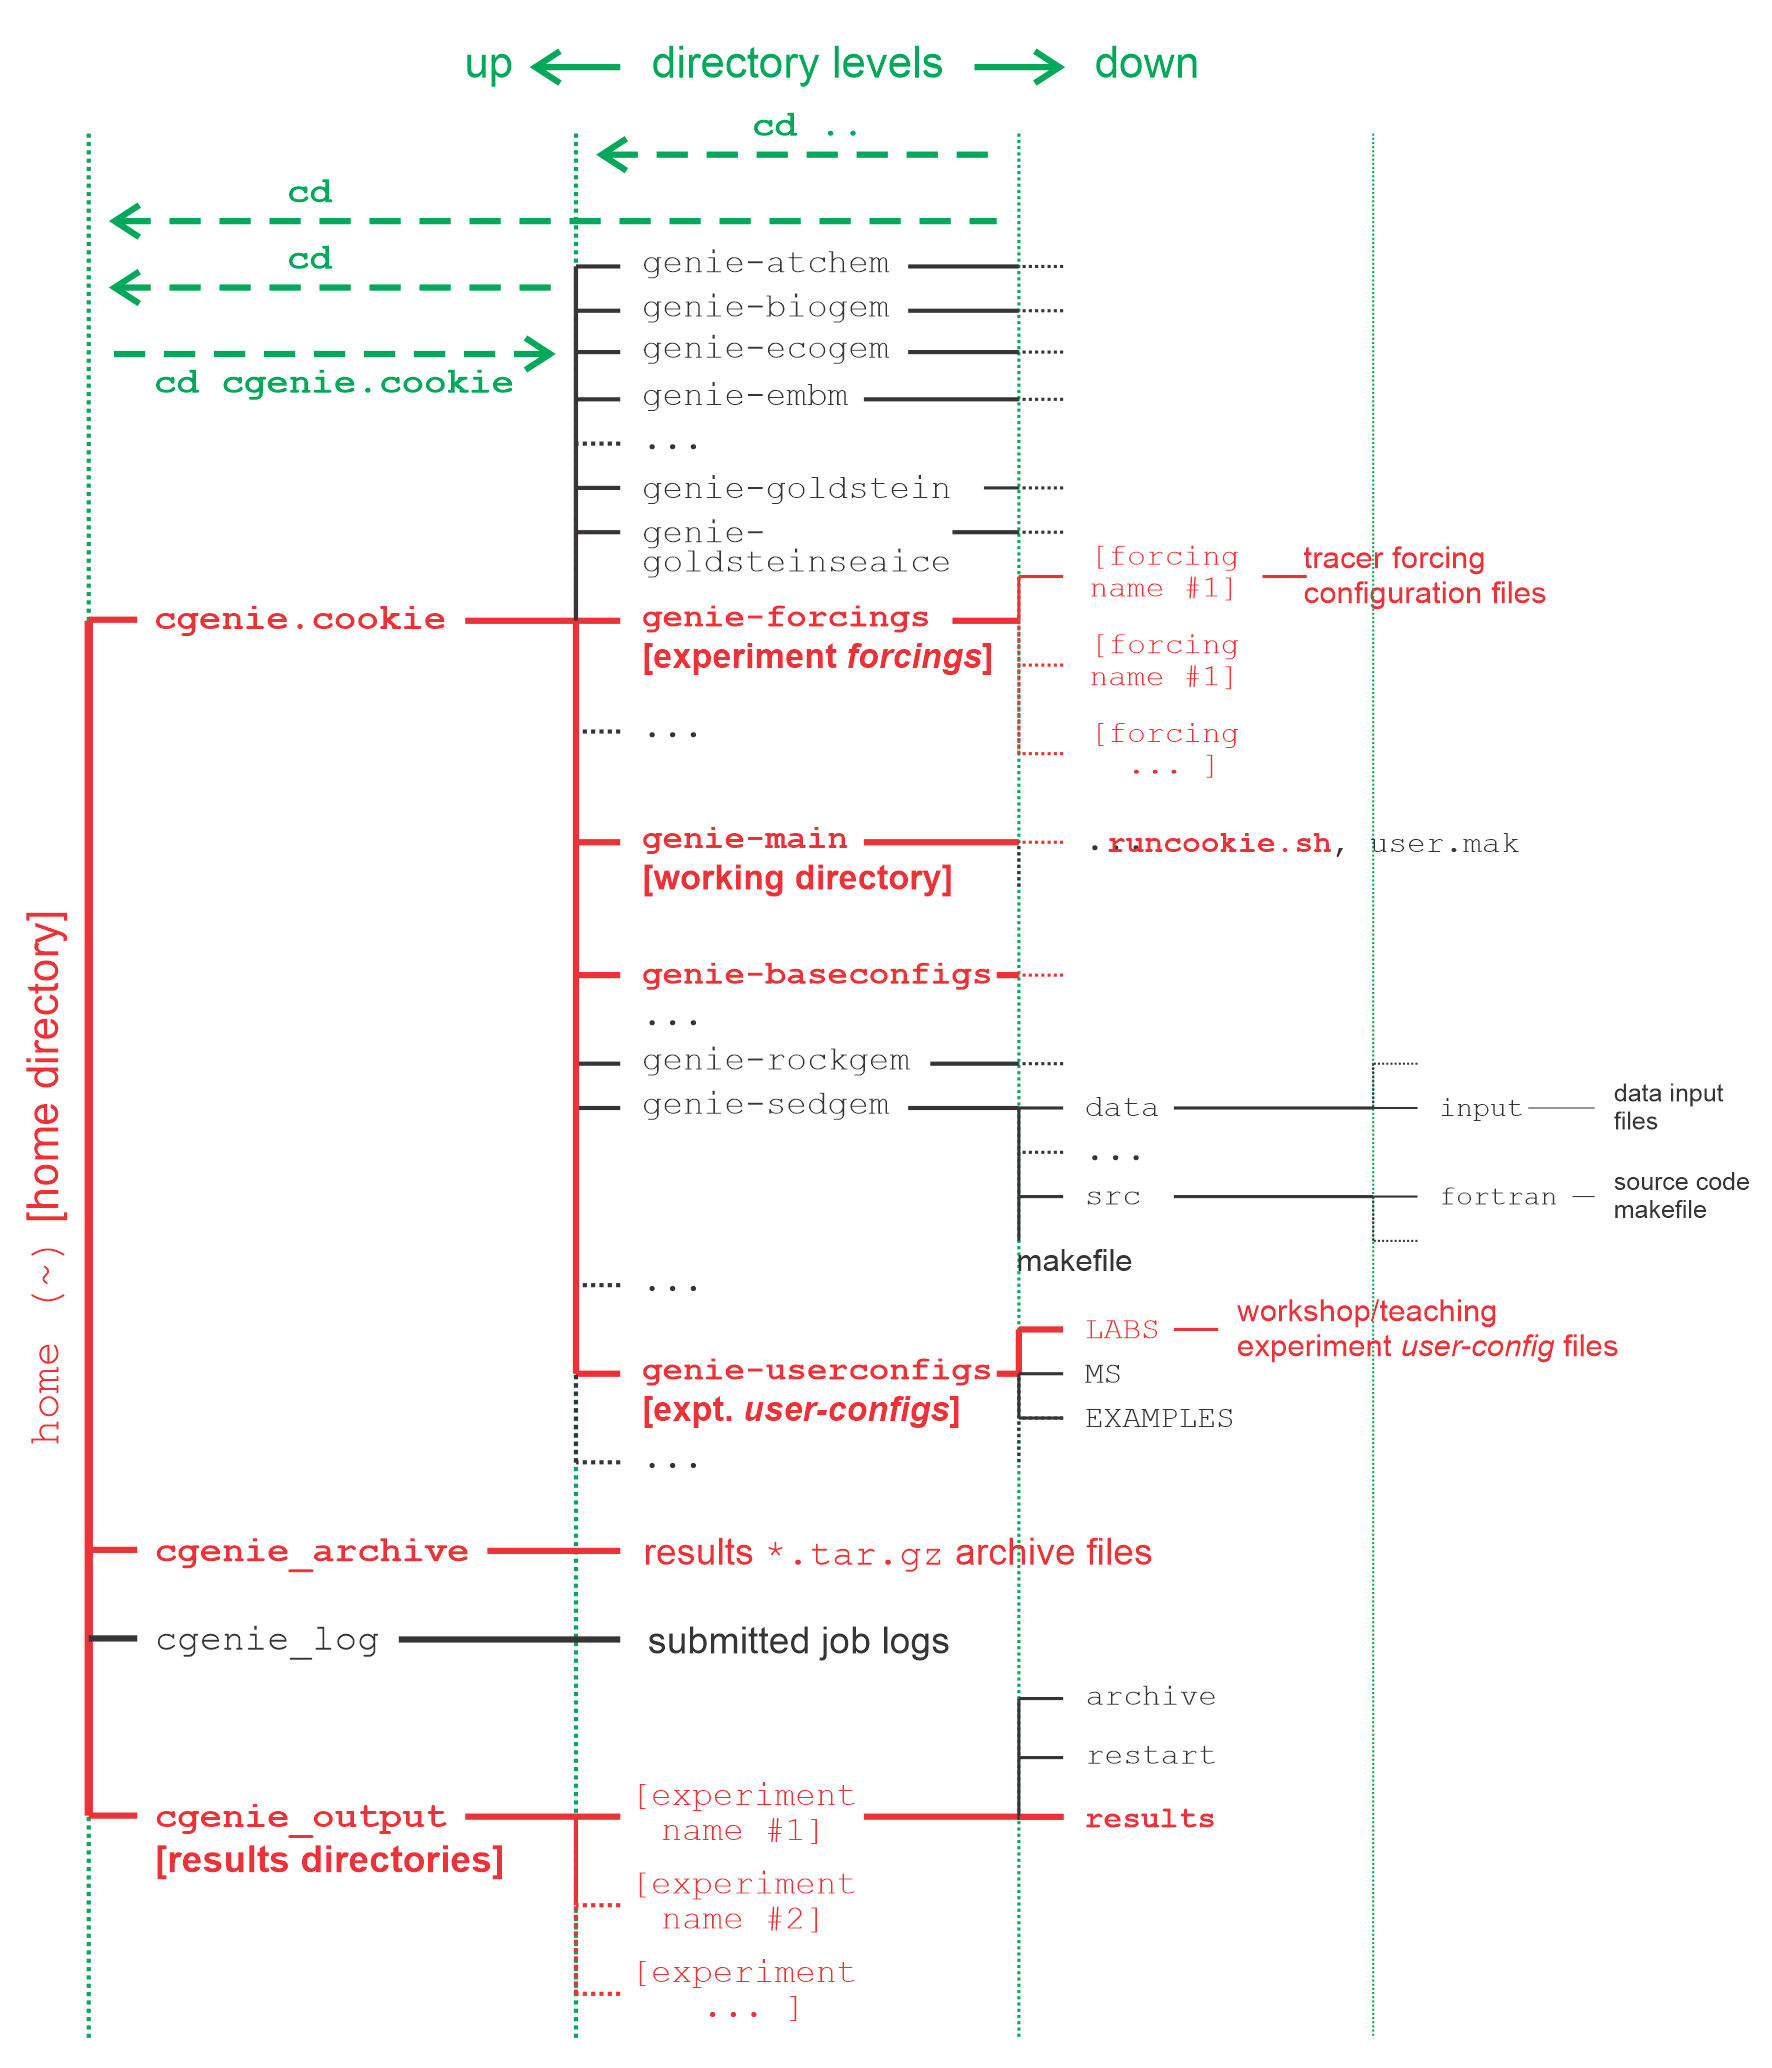 up directory levels down
cd ..
cd
cd
cd cgenie.cookie
genie-atchem
genie-biogem
genie-ecogem
genie-embm
...
genie-goldstein
genie-
goldsteinseaice
[forcing
name #1]
tracer forcing
configuration files
cgenie.cookie
genie-forcings
[experiment forcings]
[forcing
name #1]
...
[forcing
... ]
genie-main
[working directory]
...
runcookie.sh, user.mak
home (~) [home directory]
genie-baseconfigs
...
genie-rockgem
genie-sedgem
data
input
data input
files
...
src
fortran
source code
makefile
makefile
...
LABS
workshop/teaching
experiment user-config files
genie-userconfigs
[expt. user-configs]
MS
EXAMPLES
...
cgenie_archive
results *.tar.gz archive files
cgenie_log
submitted job logs
archive
restart
cgenie_output
[results directories]
[experiment
name #1]
results
[experiment
name #2]
[experiment
... ]